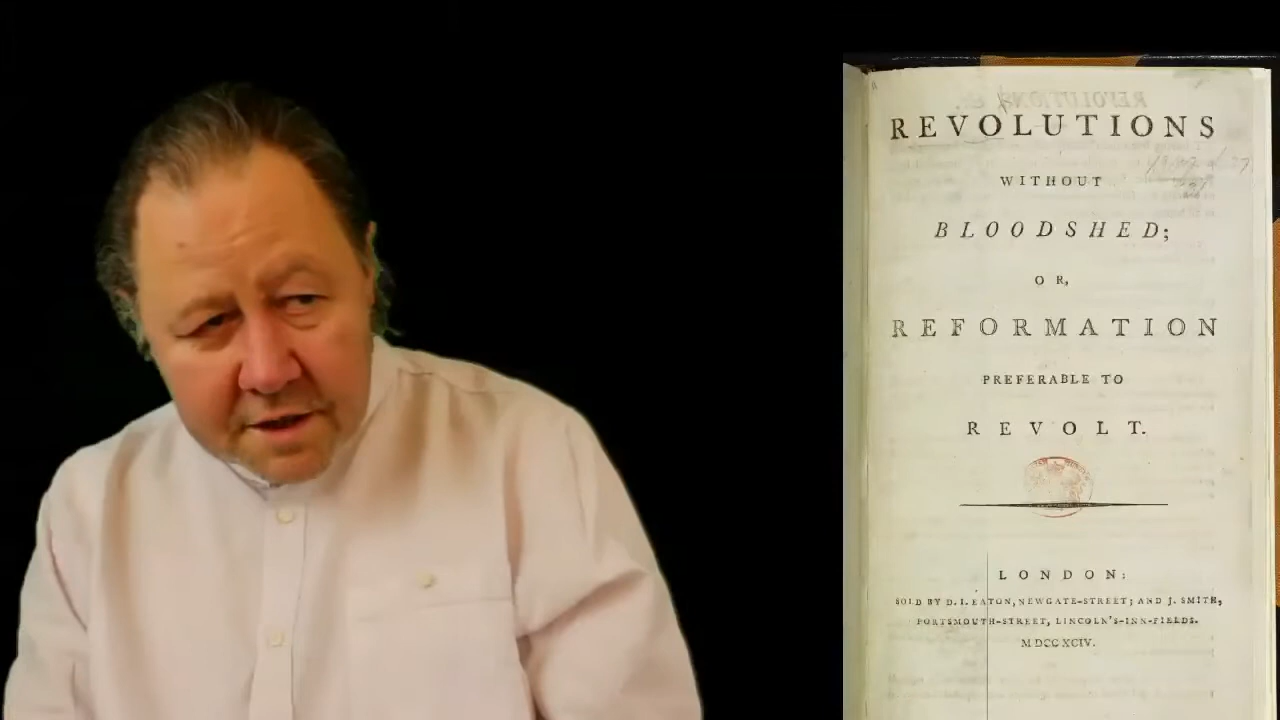 REVOLUTIONS
WITHOUT
BLOODSHED;
OR,
REFORMATION
PREFERABLE TO
REVOLT.
LONDON:
SOLD BY D. I. EATON, NEWGATE-STREET; AND J. SMITH,
PORTSMOUTH-STREET, LINCOLN'S-INN-FIELDS.
MDCCXCIV.